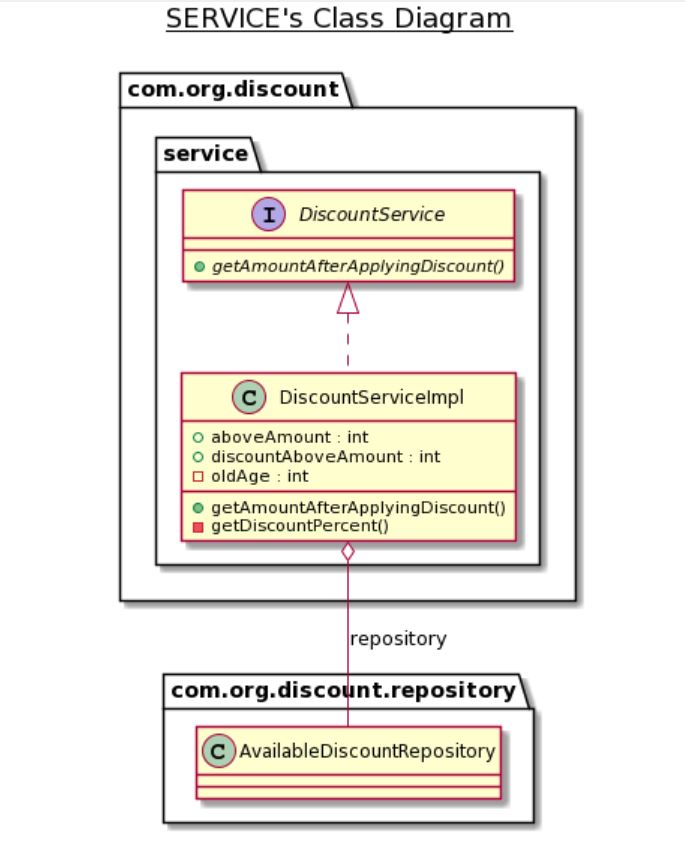 SERVICE's Class Diagram
com.org.discount
service
I DiscountService
getAmountAfterApplyingDiscount()
C DiscountServiceImpl
aboveAmount : int
discountAboveAmount : int
oldAge : int
getAmountAfterApplyingDiscount()
getDiscountPercent()
repository
com.org.discount.repository
C AvailableDiscountRepository